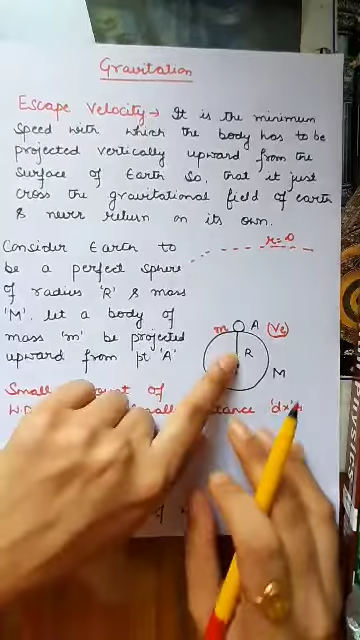 Gravitation
Escape Velocity → It is the minimum
speed with which the body has to be
projected vertically upward from the
surface of Earth so, that it just
cross the gravitational field of earth
& never return on its own.
Consider Earth to
be a perfect sphere
of radius 'R' & mass
'M'. let a body of
mass 'm' be projected
upward from pt 'A'
r=∞
m A Ve
R
M
Small of
W.D 'dx'